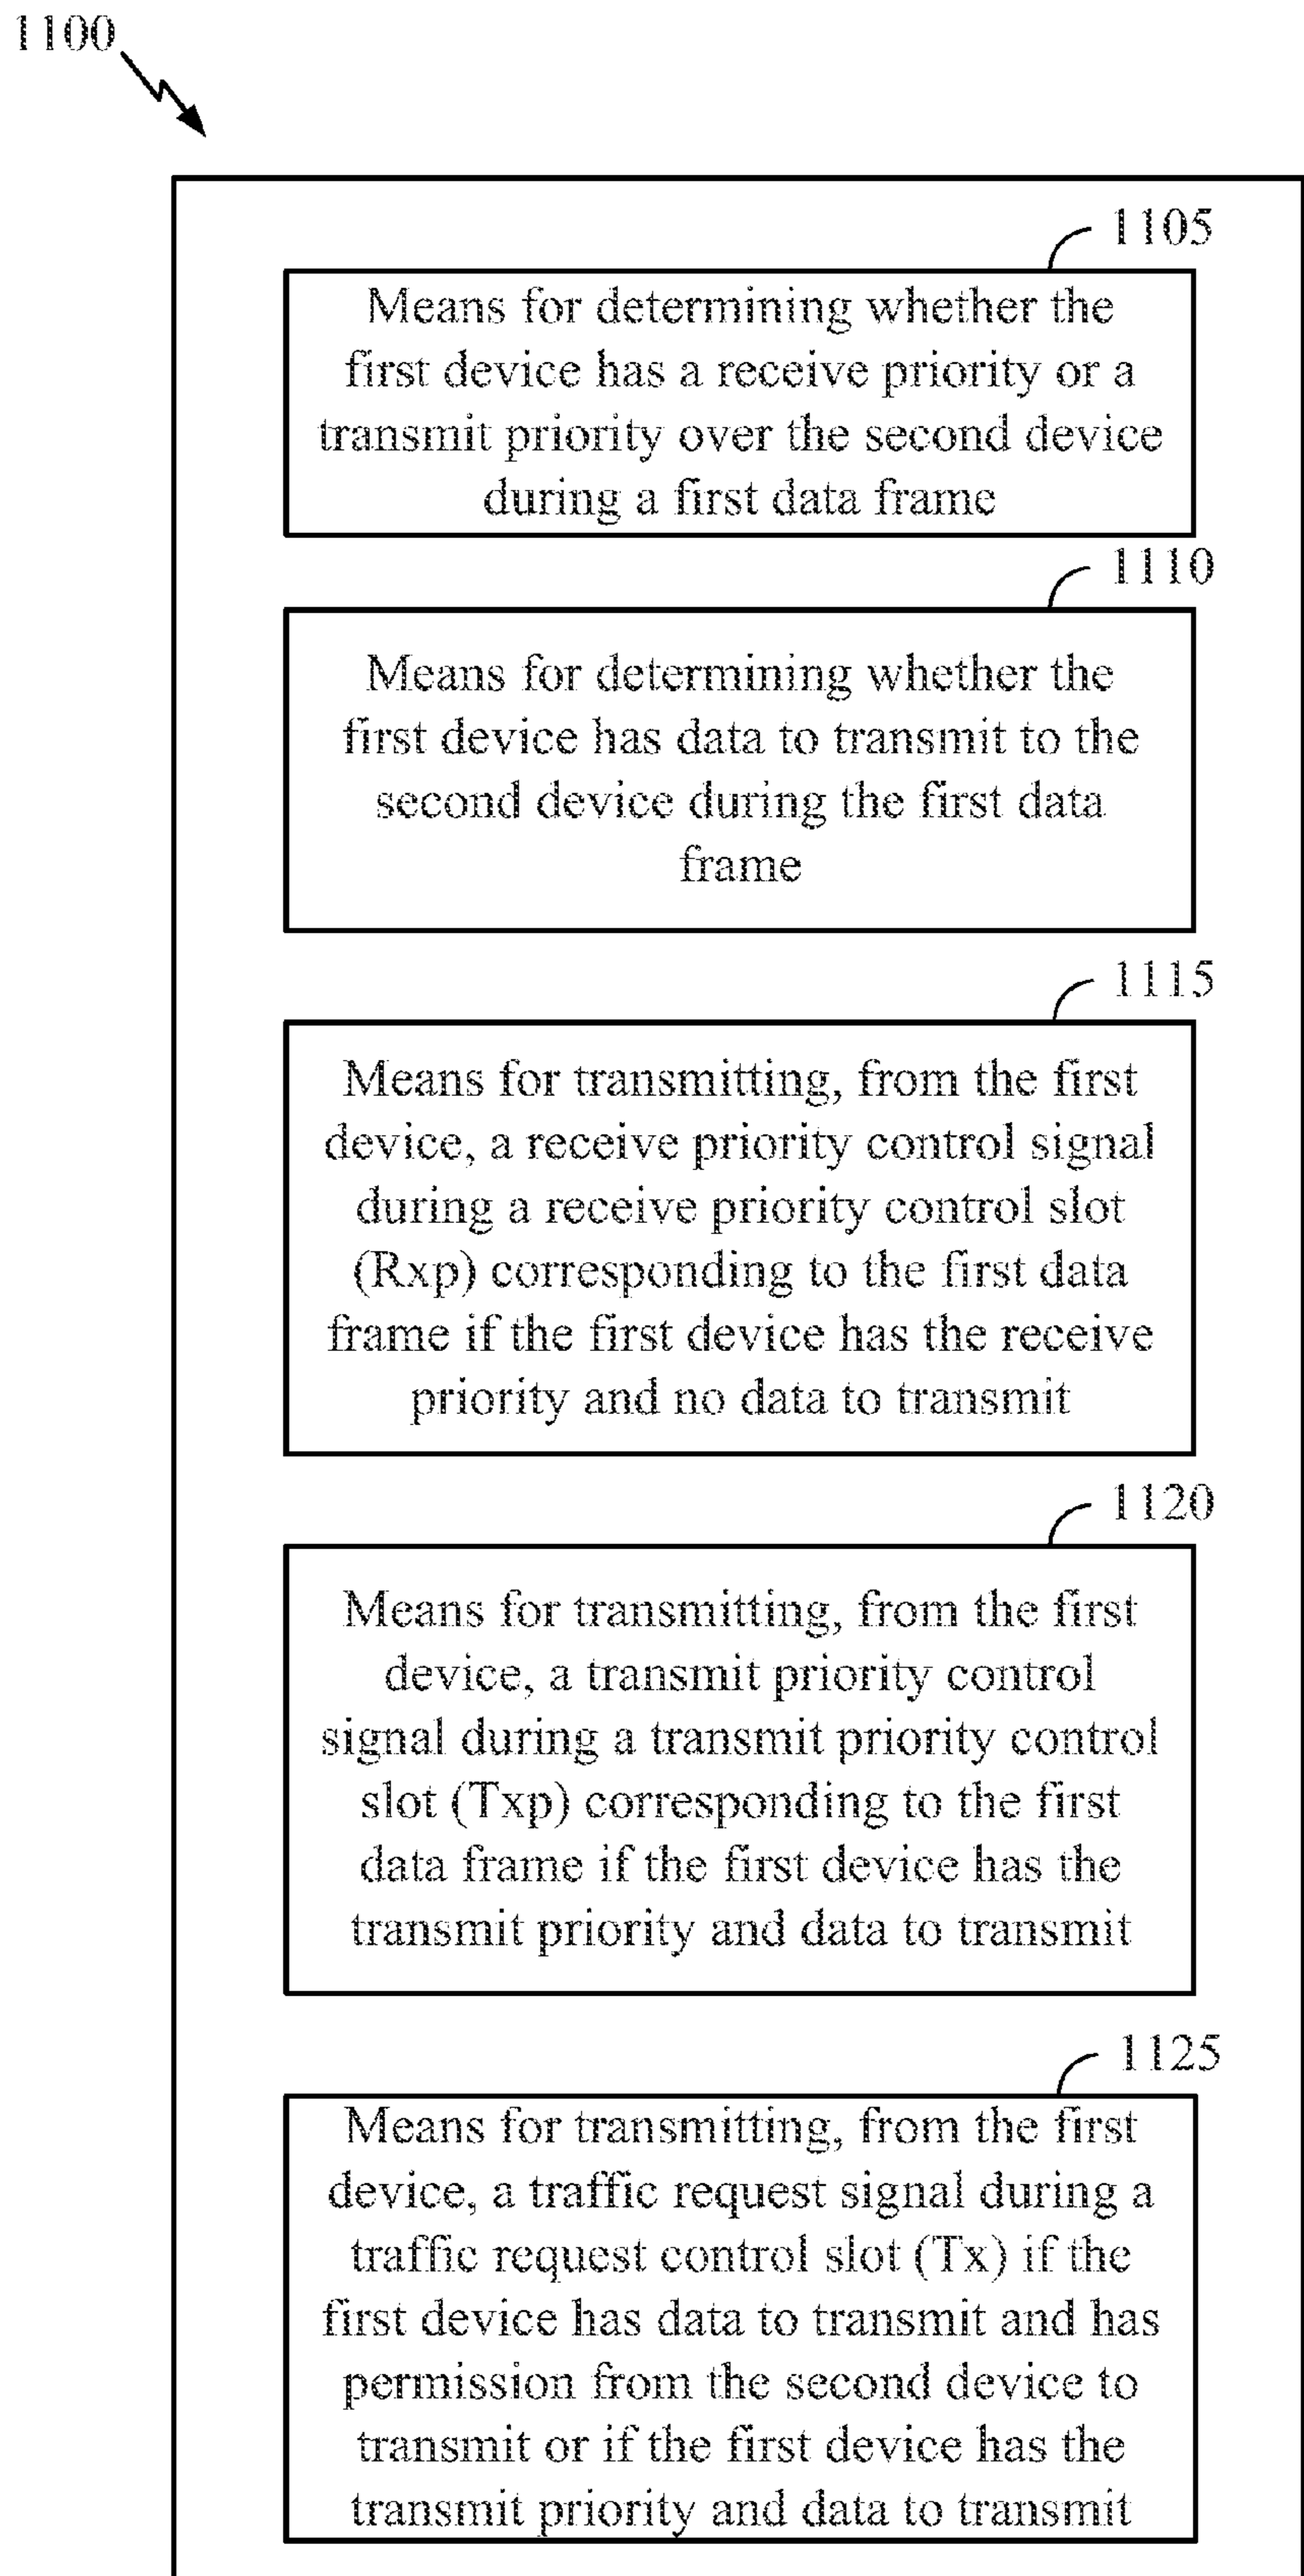 1100
1105
Means for determining whether the
first device has a receive priority or a
transmit priority over the second device
during a first data frame
1110
Means for determining whether the
first device has data to transmit to the
second device during the first data
frame
1115
Means for transmitting, from the first
device, a receive priority control signal
during a receive priority control slot
(Rxp) corresponding to the first data
frame if the first device has the receive
priority and no data to transmit
1120
Means for transmitting, from the first
device, a transmit priority control
signal during a transmit priority control
slot (Txp) corresponding to the first
data frame if the first device has the
transmit priority and data to transmit
1125
Means for transmitting, from the first
device, a traffic request signal during a
traffic request control slot (Tx) if the
first device has data to transmit and has
permission from the second device to
transmit or if the first device has the
transmit priority and data to transmit